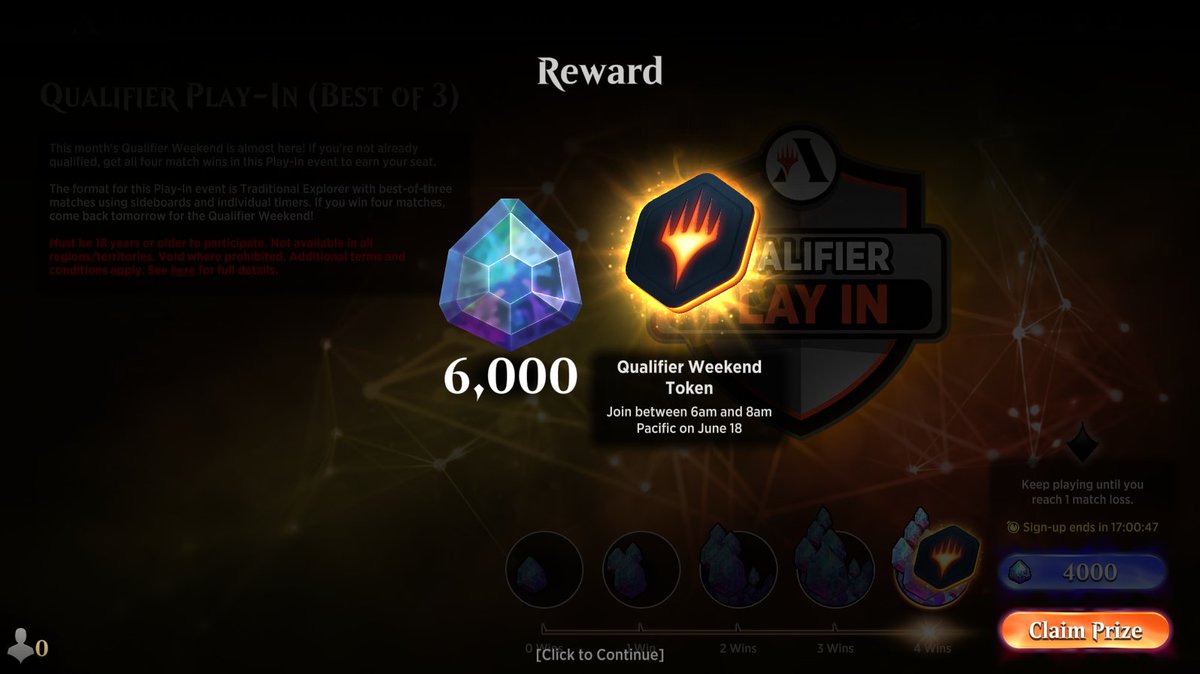 Reward
Qualifier Play-In (Best of 3)
This month's Qualifier Weekend is almost here! If you're not already
qualified, get all four match wins in this Play-In event to earn your seat.
The format for this Play-In event is Traditional Explorer with best-of-three
matches using sideboards and individual timers. If you win four matches,
come back tomorrow for the Qualifier Weekend!
Must be 18 years or older to participate. Not available in all
regions/territories. Void where prohibited. Additional terms and
conditions apply. See here for full details.
ALIFIER
LAY IN
6,000
Qualifier Weekend
Token
Join between 6am and 8am
Pacific on June 18
Keep playing until you
reach 1 match loss.
Sign-up ends in 17:00:47
4000
Claim Prize
0 Wins
1 Win
2 Wins
3 Wins
4 Wins
[Click to Continue]
0